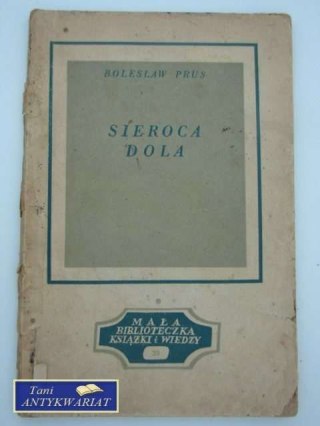 BOLESŁAW PRUS
SIEROCA
DOLA
MAŁA
BIBLIOTECZKA
KSIĄŻKI i WIEDZY
Tani
ANTYKWARIAT